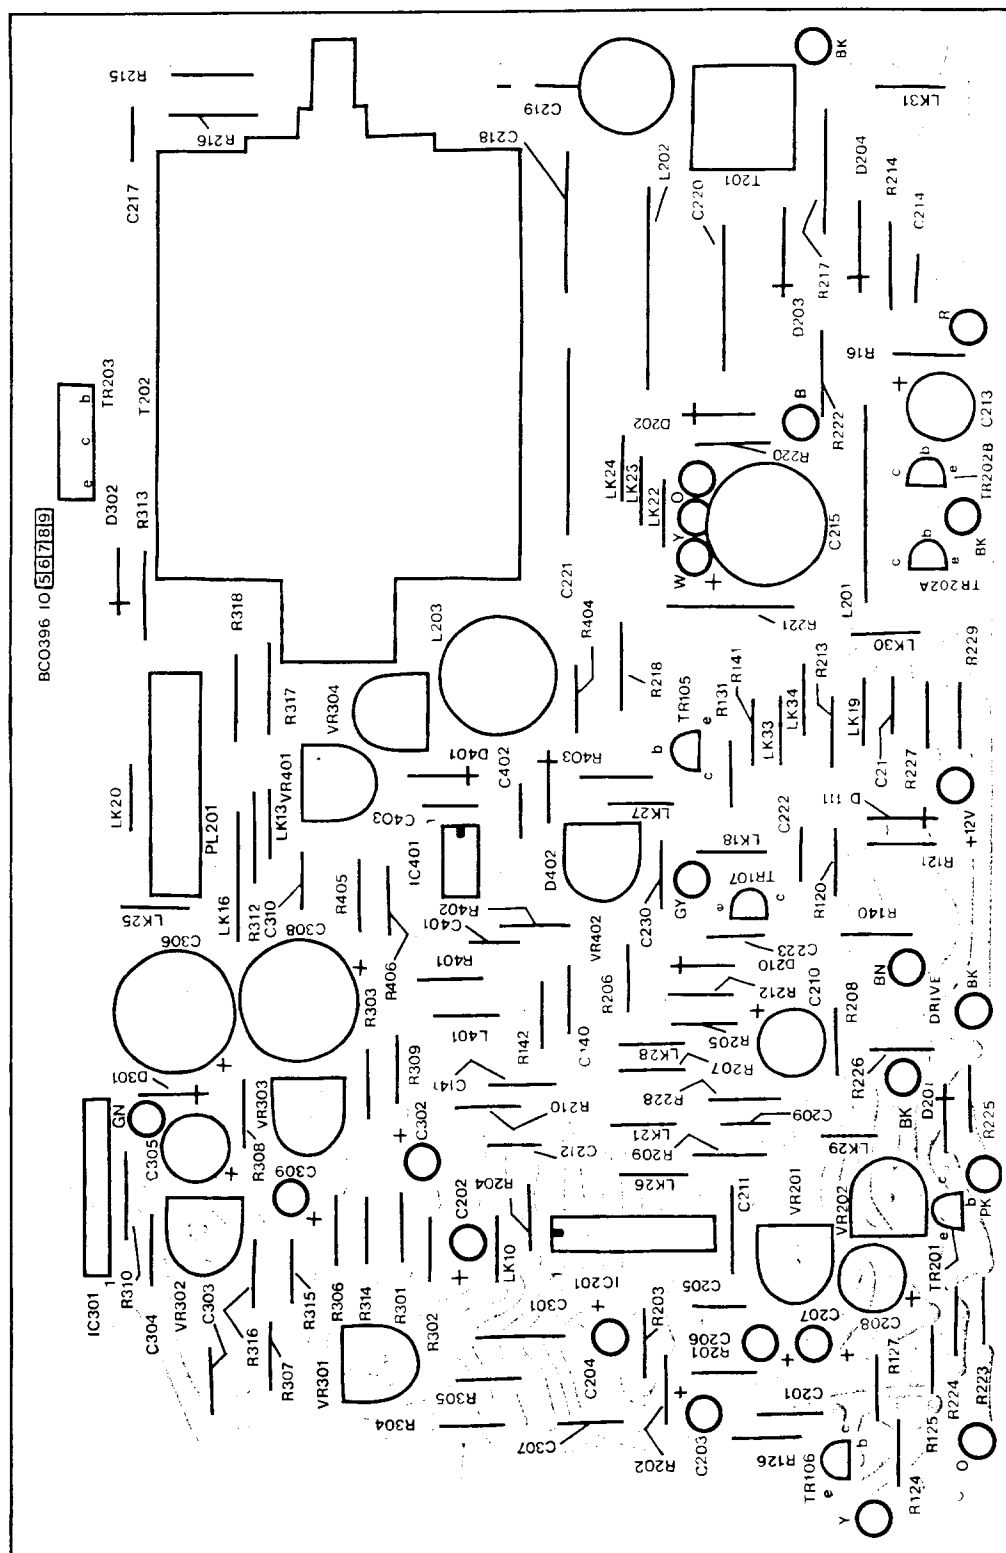 BC0396 10 5 6 7 8 9
R215
R216
C217
C219
C218
BK
LK31
T201
L202
C220
D204
R214
C214
R217
D203
R
R16
+
C213
TR203
e c b
T202
D302
R313
D202
B
R222
R220
LK24
LK23
LK22
O
Y
W
+
C215
c
b
e
TR202B
BK
c
b
e
TR202A
L201
C221
R221
R404
R218
L203
R318
R317
VR304
VR401
LK20
PL201
LK13
LK16
R312
C310
LK25
C306
C308
+
+
R405
R406
R303
D401
C403
C402
IC401
R403
D402
LK27
R402
C401
R401
L401
VR402
C230
GY
TR105
b
e
c
R131
R141
LK33
LK34
R213
LK19
C21
LK30
R229
R227
D111
+12V
R121
C222
LK18
TR107
e
c
R120
R140
C223
D210
R212
C210
R208
BN
DRIVE
BK
R206
R205
R142
C140
LK28
R207
R226
BK
D201
R225
C141
R210
R228
C209
D301
GN
C305
+
VR303
R308
R309
C302
+
C309
+
C212
LK21
R209
LK26
LK29
IC301
1
R310
C304
VR302
C303
R316
R315
R307
R306
R314
R301
R302
VR301
C202
+
R204
LK10
IC201
C301
C211
VR201
VR202
PK
c
b
e
TR201
C205
R203
C204
+
C206
R201
C207
+
+
C208
+
R305
R304
C307
R202
C203
+
C201
R126
R127
R125
R224
R223
TR106
e
b
c
R124
O
Y